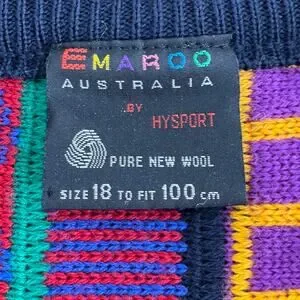 EMAROO
AUSTRALIA
BY
HYSPORT
PURE NEW WOOL
SIZE 18 TO FIT 100 cm